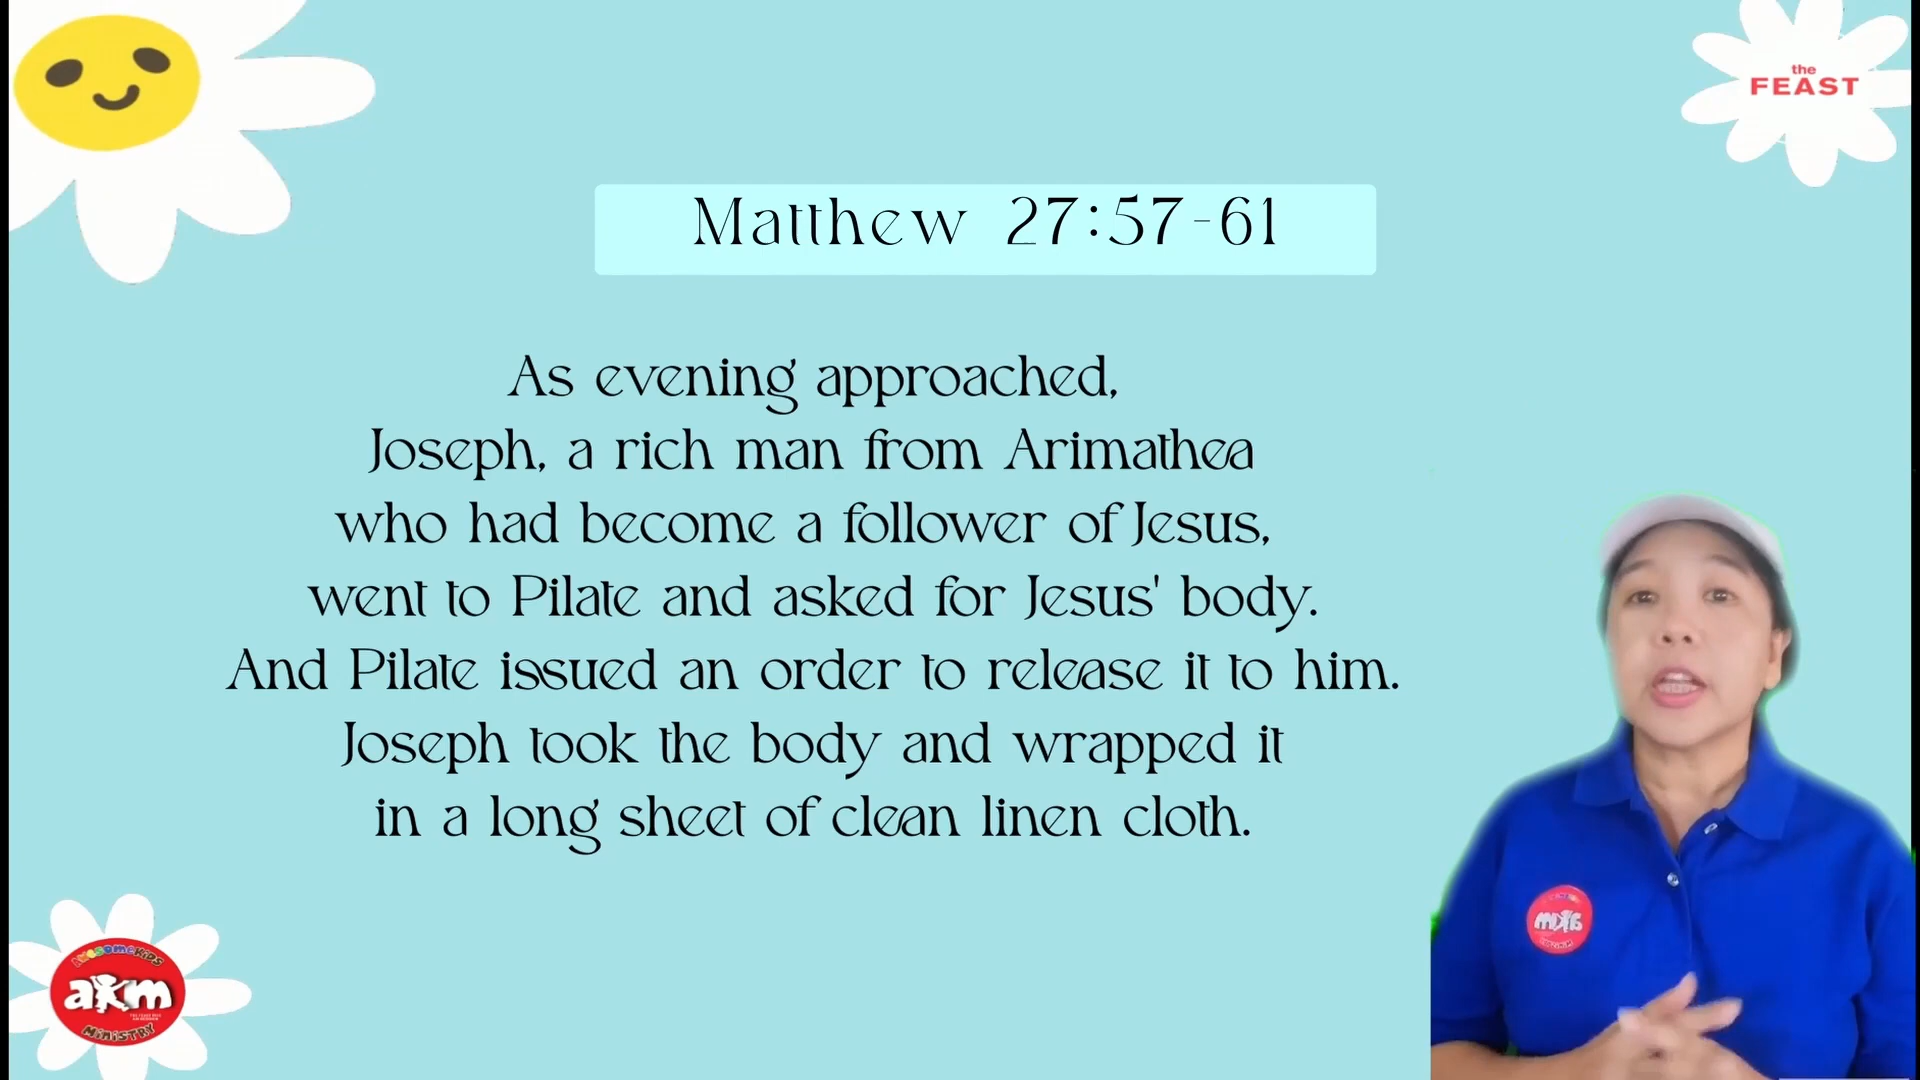 the
FEAST
Matthew 27:57-61
As evening approached,
Joseph, a rich man from Arimathea
who had become a follower of Jesus,
went to Pilate and asked for Jesus' body.
And Pilate issued an order to release it to him.
Joseph took the body and wrapped it
in a long sheet of clean linen cloth.
AWESOMEKIDS
akm
MINISTRY
akm